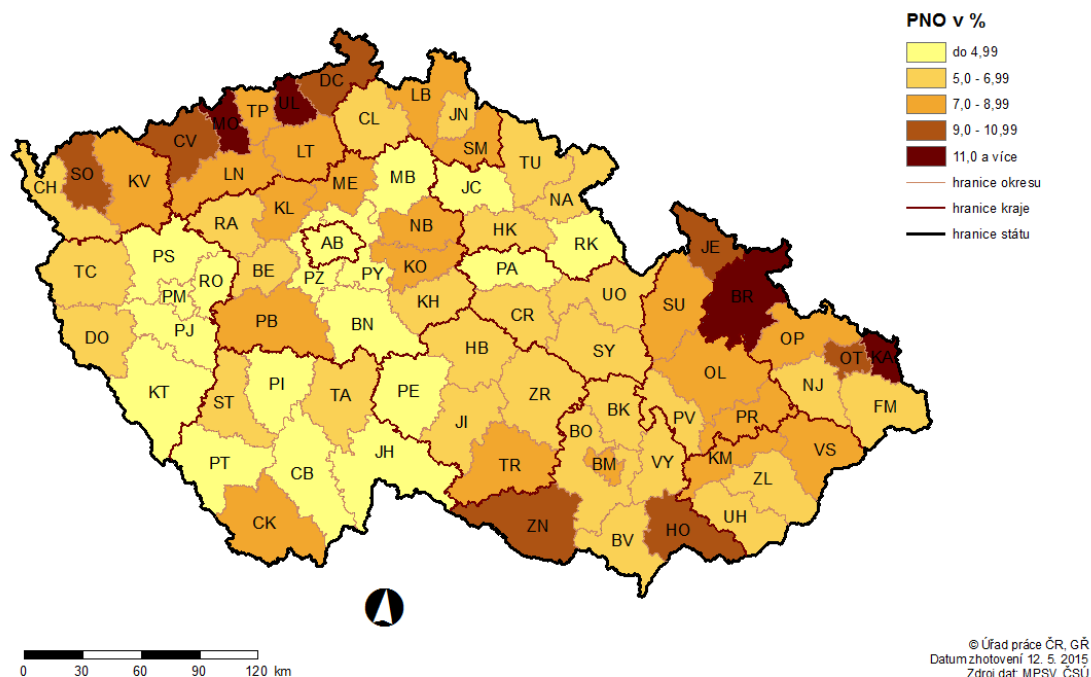 PNO v %
do 4,99
5,0 - 6,99
7,0 - 8,99
9,0 - 10,99
11,0 a více
hranice okresu
hranice kraje
hranice státu
DC
LB
UL
TP
MO
JN
CL
CV
LT
SM
TU
SO
KV
LN
CH
ME
MB
JC
NA
KL
RA
NB
HK
AB
RK
JE
PS
TC
RO
BE
PZ
PY
KO
PA
PM
KH
UO
SU
BR
PB
BN
CR
DO
PJ
OP
SY
HB
OT
KA
OL
NJ
KT
PI
TA
PE
ZR
BK
FM
ST
JI
PV
PR
BO
JH
VS
PT
CB
TR
BM
VY
KM
ZL
CK
ZN
HO
UH
BV
0 30 60 90 120 km
© Úřad práce ČR, GŘ
Datum zhotovení 12. 5. 2015
Zdroj dat: MPSV, ČSÚ